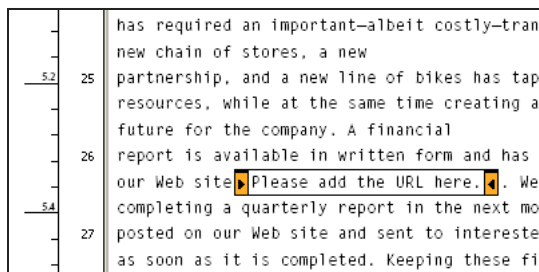 has required an important—albeit costly—tran
new chain of stores, a new
5.2 25 partnership, and a new line of bikes has tap
resources, while at the same time creating a
future for the company. A financial
26 report is available in written form and has
our Web site Please add the URL here. . We
5.4 completing a quarterly report in the next mo
27 posted on our Web site and sent to intereste
as soon as it is completed. Keeping these fi